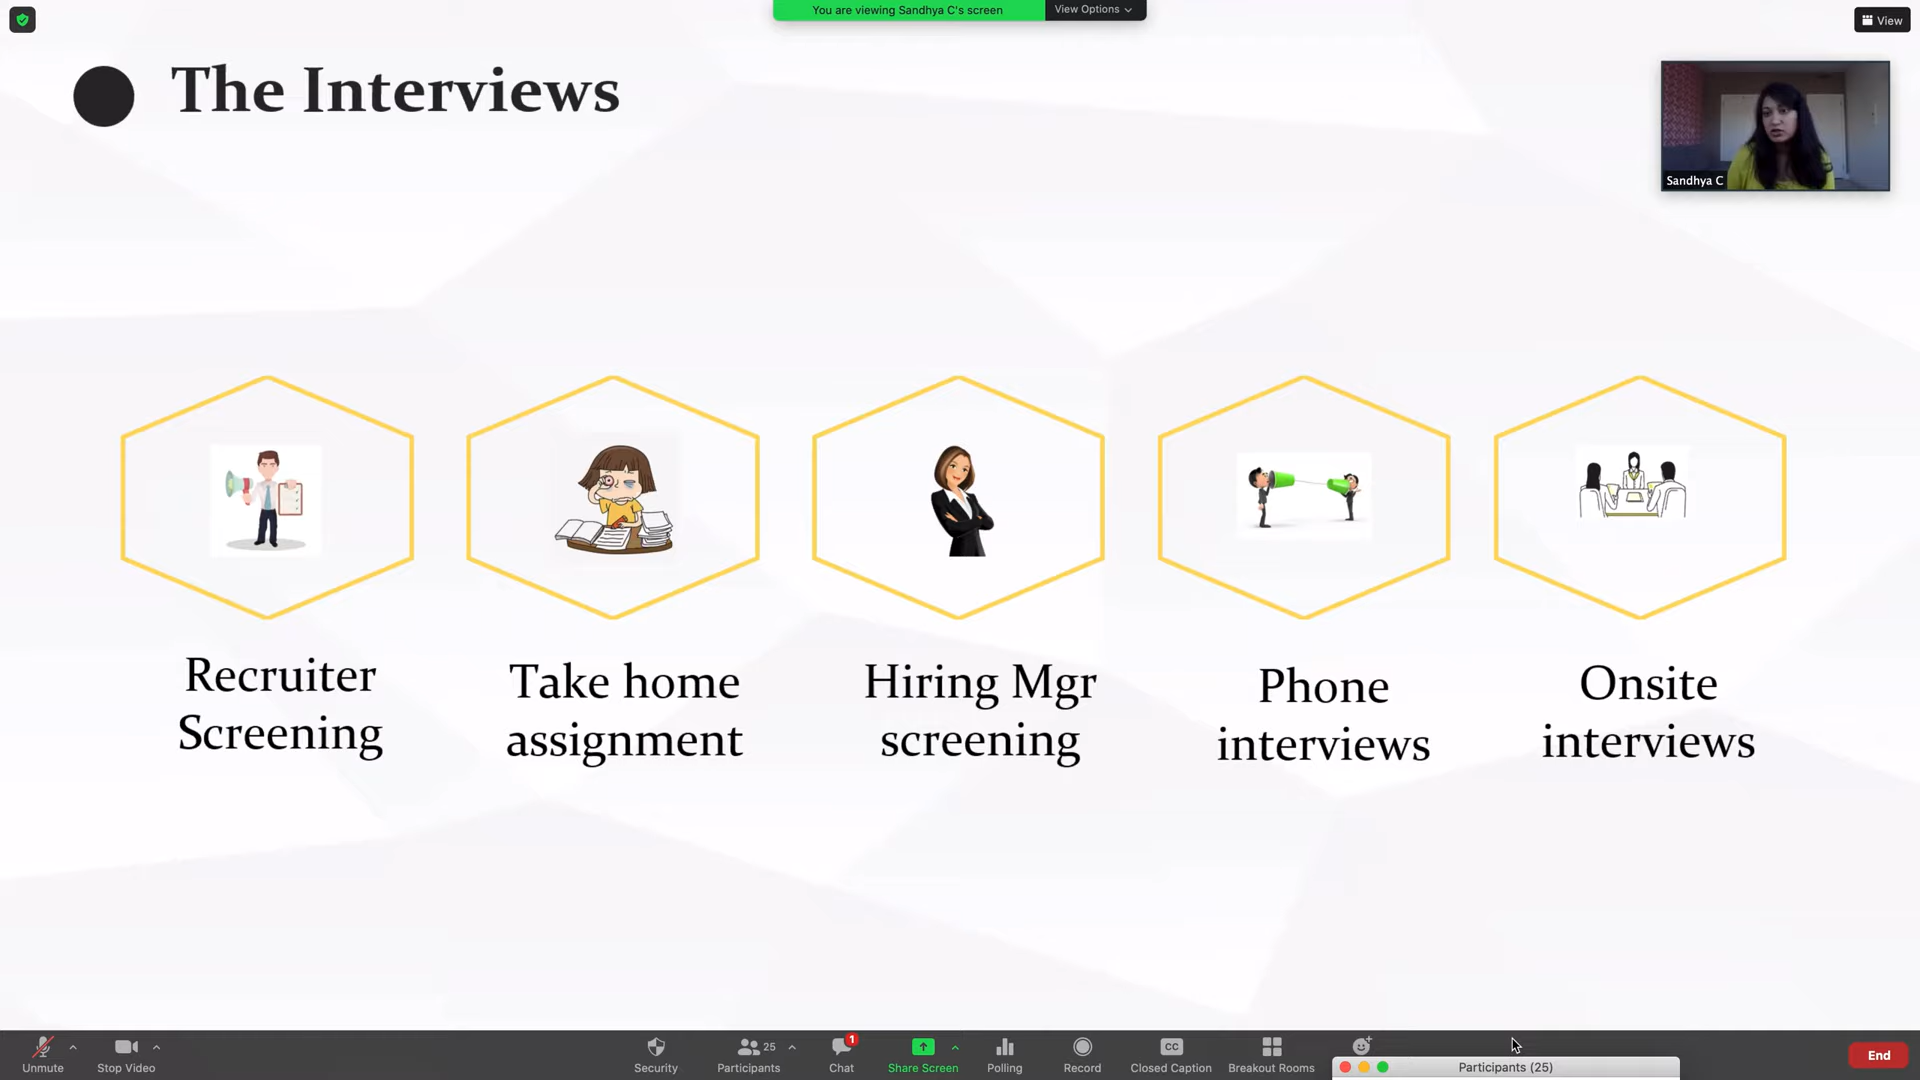 You are viewing Sandhya C's screen
View Options
View
The Interviews
Sandhya C
Recruiter
Screening
Take home
assignment
Hiring Mgr
screening
Phone
interviews
Onsite
interviews
Unmute
Stop Video
Security
Participants
25
Chat
1
Share Screen
Polling
Record
CC
Closed Caption
Breakout Rooms
Participants (25)
End